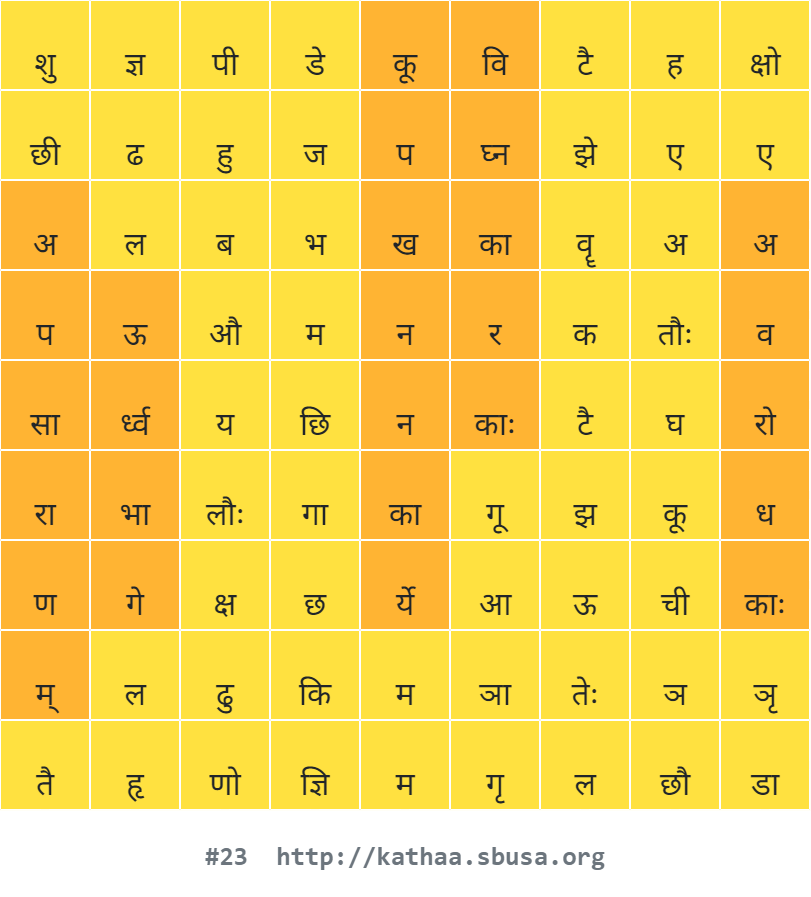 शु ज्ञ पी डे कू वि टै ह क्षो
छी ढ हु ज प घ्न झे ए ए
अ ल ब भ ख का वॄ अ अ
प ऊ औ म न र क तौः व
सा र्ध्व य छि न काः टै घ रो
रा भा लौः गा का गू झ कू ध
ण गे क्ष छ र्ये आ ऊ ची काः
म् ल ढु कि म ञा तेः ञ ञृ
तै हृ णो ज्ञि म गृ ल छौ डा
#23 http://kathaa.sbusa.org